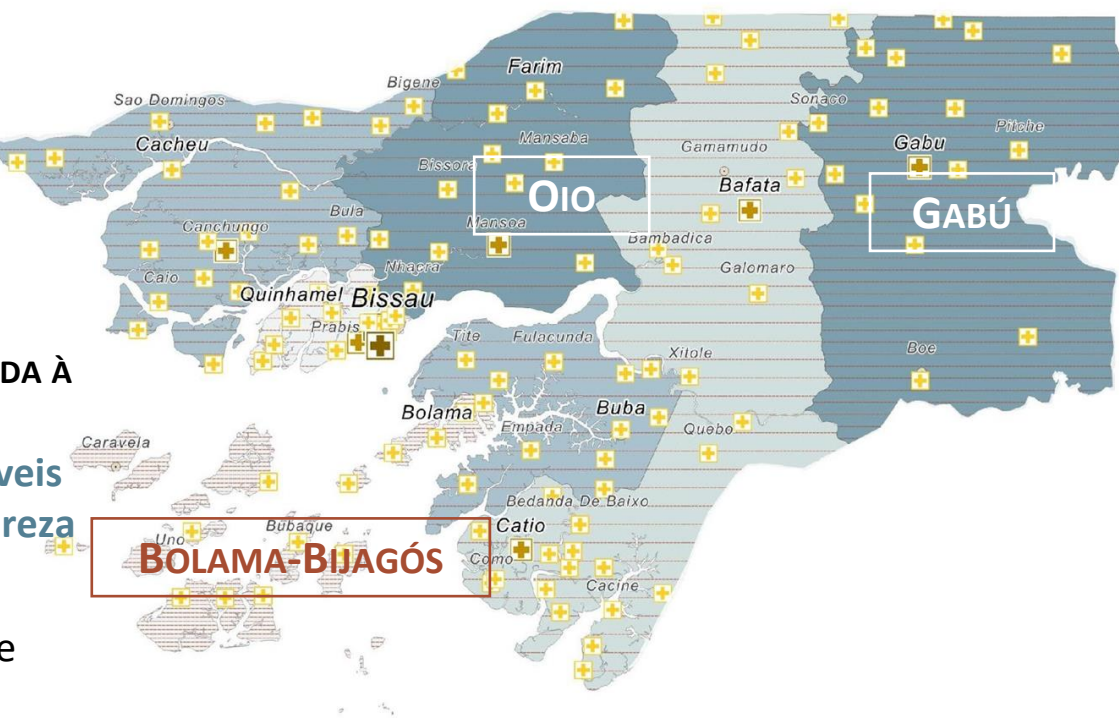 Farim
Bigene
Sao Domingos
Sonaco
Cacheu
Mansaba
Gabu
Pitche
Bissora
Gamamudo
OIO
Bafata
GABÚ
Bula
Mansoa
Canchungo
Bambadica
Nhacra
Galomaro
Caio
Quinhamel
Bissau
Prabis
Tite
Fulacunda
Xitole
Boe
DA À
Bolama
Buba
Empada
Quebo
Caravela
veis
Bedanda De Baixo
reza
Uno
Bubaque
Catio
BOLAMA-BIJAGÓS
Como
Cacine
e